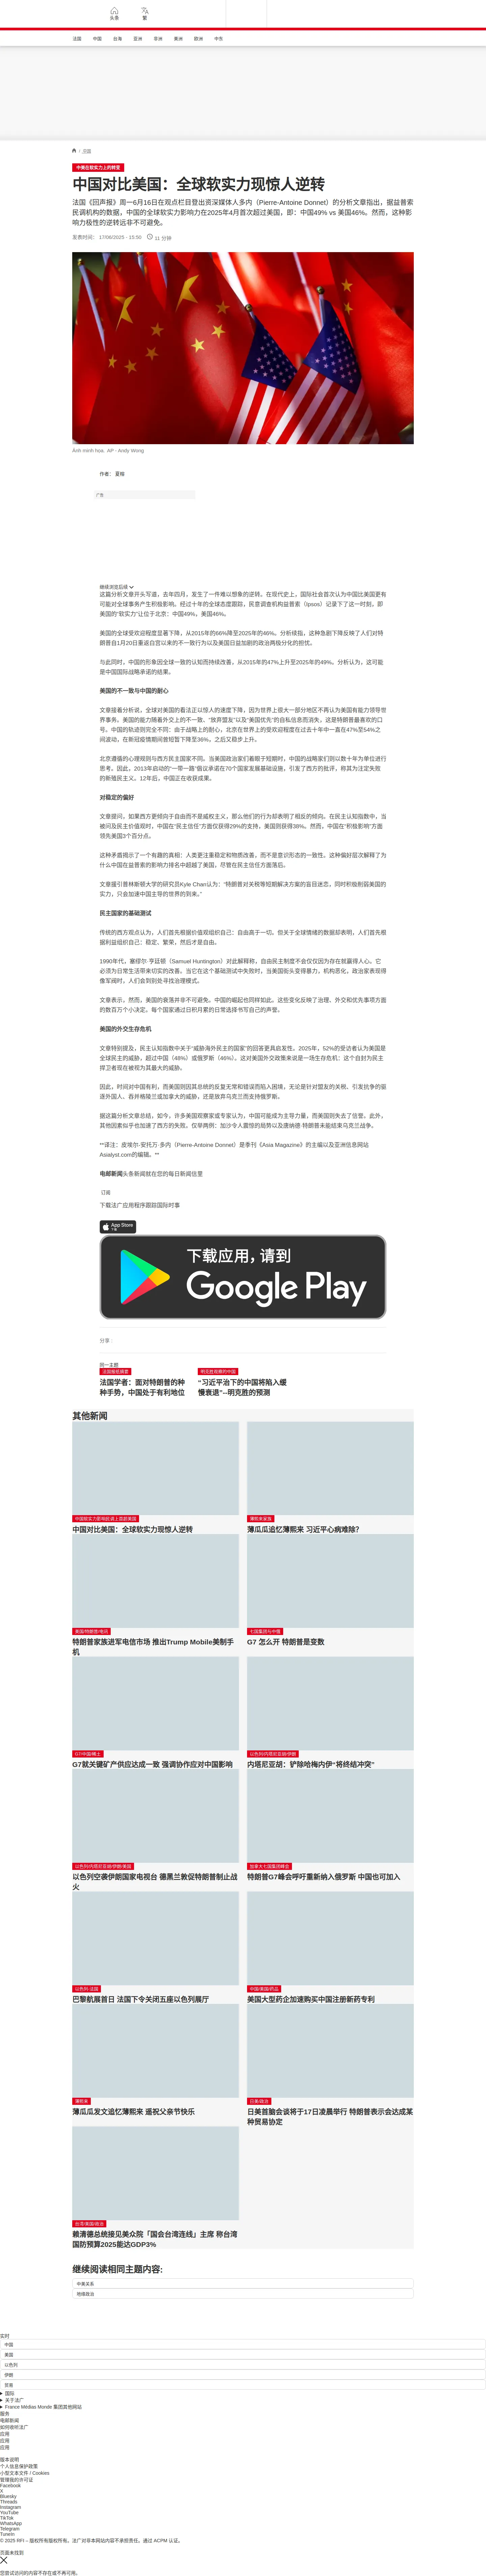 头条
繁
法国
中国
台海
亚洲
非洲
美洲
欧洲
中东
/ 洞里
中美在软实力上的转变
中国对比美国：全球软实力现惊人逆转
法国《回声报》周一6月16日在观点栏目登出资深媒体人多内（Pierre-Antoine Donnet）的分析文章指出，据益普索
民调机构的数据，中国的全球软实力影响力在2025年4月首次超过美国，即：中国49% vs 美国46%。然而，这种影
响力极性的逆转远非不可避免。
发表时间： 17/06/2025 - 15:50
11 分钟
Ảnh minh họa. AP - Andy Wong
作者： 夏榕
广告
继续浏览后续
这篇分析文章开头写道，去年四月，发生了一件难以想象的逆转。在现代史上，国际社会首次认为中国比美国更有
可能对全球事务产生积极影响。经过十年的全球态度跟踪，民意调查机构益普索（Ipsos）记录下了这一时刻，即
美国的“软实力”让位于北京：中国49%，美国46%。
美国的全球受欢迎程度显著下降，从2015年的66%降至2025年的46%。分析续指，这种急剧下降反映了人们对特
朗普自1月20日重返白宫以来的不一致行为以及美国日益加剧的政治两极分化的担忧。
与此同时，中国的形象因全球一致的认知而持续改善，从2015年的47%上升至2025年的49%。分析认为，这可能
是中国国际战略承诺的结果。
美国的不一致与中国的耐心
文章接着分析说，全球对美国的看法正以惊人的速度下降，因为世界上很大一部分地区不再认为美国有能力领导世
界事务。美国的能力随着外交上的不一致、“放弃盟友”以及“美国优先”的自私信息而消失，这是特朗普最喜欢的口
号。中国的轨迹则完全不同：由于战略上的耐心，北京在世界上的受欢迎程度在过去十年中一直在47%至54%之
间波动，在新冠疫情期间曾短暂下降至36%，之后又稳步上升。
北京遵循的心理规则与西方民主国家不同。当美国政治家们着眼于短期时，中国的战略家们则以数十年为单位进行
思考。因此，2013年启动的“一带一路”倡议承诺在70个国家发展基础设施，引发了西方的批评，称其为注定失败
的新殖民主义。12年后，中国正在收获成果。
对稳定的偏好
文章提问，如果西方更倾向于自由而不是威权主义，那么他们的行为却表明了相反的倾向。在民主认知指数中，当
被问及民主价值观时，中国在“民主信任”方面仅获得29%的支持，美国则获得38%。然而，中国在“积极影响”方面
领先美国3个百分点。
这种矛盾揭示了一个有趣的真相：人类更注重稳定和物质改善，而不是意识形态的一致性。这种偏好层次解释了为
什么中国在益普索的影响力排名中超越了美国，尽管在民主信任方面落后。
文章援引普林斯顿大学的研究员Kyle Chan认为：“特朗普对关税等短期解决方案的盲目迷恋，同时积极削弱美国的
实力，只会加速中国主导的世界的到来。”
民主国家的基础测试
传统的西方观点认为，人们首先根据价值观组织自己：自由高于一切。但关于全球情绪的数据却表明，人们首先根
据利益组织自己：稳定、繁荣，然后才是自由。
1990年代，塞缪尔·亨廷顿（Samuel Huntington）对此解释称，自由民主制度不会仅仅因为存在就赢得人心。它
必须为日常生活带来切实的改善。当它在这个基础测试中失败时，当美国街头变得暴力，机构恶化，政治家表现得
像军阀时，人们会到别处寻找治理模式。
文章表示，然而，美国的衰落并非不可避免。中国的崛起也同样如此。这些变化反映了治理、外交和优先事项方面
的数百万个小决定。每个国家通过日积月累的日常选择书写自己的声誉。
美国的外交生存危机
文章特别提及，民主认知指数中关于“威胁海外民主的国家”的回答更具启发性。2025年，52%的受访者认为美国是
全球民主的威胁，超过中国（48%）或俄罗斯（46%）。这对美国外交政策来说是一场生存危机：这个自封为民主
捍卫者现在被视为其最大的威胁。
因此，时间对中国有利，而美国则因其总统的反复无常和错误而陷入困境，无论是针对盟友的关税、引发抗争的驱
逐外国人、吞并格陵兰或加拿大的威胁，还是放弃乌克兰而支持俄罗斯。
据这篇分析文章总结，如今，许多美国观察家或专家认为，中国可能成为主导力量，而美国则失去了信誉。此外，
其他因素似乎也加速了西方的失败。仅举两例：加沙令人震惊的局势以及唐纳德·特朗普未能结束乌克兰战争。
**译注：皮埃尔-安托万·多内（Pierre-Antoine Donnet）是季刊《Asia Magazine》的主编以及亚洲信息网站
Asialyst.com的编辑。**
电邮新闻头条新闻就在您的每日新闻信里
订阅
下载法广应用程序跟踪国际时事
App Store
下载
下载应用，请到
Google Play
分享 :
同一主题
法国学者：面对特朗普的种
种手势，中国处于有利地位
明克胜观察的中国
“习近平治下的中国将陷入缓
慢衰退”--明克胜的预测
其他新闻
中国软实力影响民调上首超美国
中国对比美国：全球软实力现惊人逆转
薄熙来家族
薄瓜瓜追忆薄熙来 习近平心病难除？
美国/特朗普/电讯
特朗普家族进军电信市场 推出Trump Mobile美制手
机
七国集团与中俄
G7 怎么开 特朗普是变数
G7/中国/稀土
G7就关键矿产供应达成一致 强调协作应对中国影响
以色列/内塔尼亚胡/伊朗
内塔尼亚胡：铲除哈梅内伊“将终结冲突”
以色列/内塔尼亚胡/伊朗/美国
以色列空袭伊朗国家电视台 德黑兰敦促特朗普制止战
火
加拿大七国集团峰会
特朗普G7峰会呼吁重新纳入俄罗斯 中国也可加入
以色列·法国
巴黎航展首日 法国下令关闭五座以色列展厅
中国/美国/药品
美国大型药企加速购买中国注册新药专利
薄熙来
薄瓜瓜发文追忆薄熙来 遥祝父亲节快乐
日美/政治
日美首脑会谈将于17日凌晨举行 特朗普表示会达成某
种贸易协定
台湾/美国/政治
赖清德总统接见美众院「国会台湾连线」主席 称台湾
国防预算2025能达GDP3%
继续阅读相同主题内容:
中美关系
地缘政治
实时
中国
美国
以色列
伊朗
贸易
国际
关于法广
France Médias Monde 集团其他网站
服务
电邮新闻
如何收听法广
应用
应用
应用
版本说明
个人信息保护政策
小型文本文件 / Cookies
管理我的许可证
Facebook
X
Bluesky
Threads
Instagram
YouTube
TikTok
WhatsApp
Telegram
TuneIn
© 2025 RFI – 版权所有版权所有。法广对非本网站内容不承担责任。通过 ACPM 认证。
页面未找到
您尝试访问的内容不存在或不再可用。